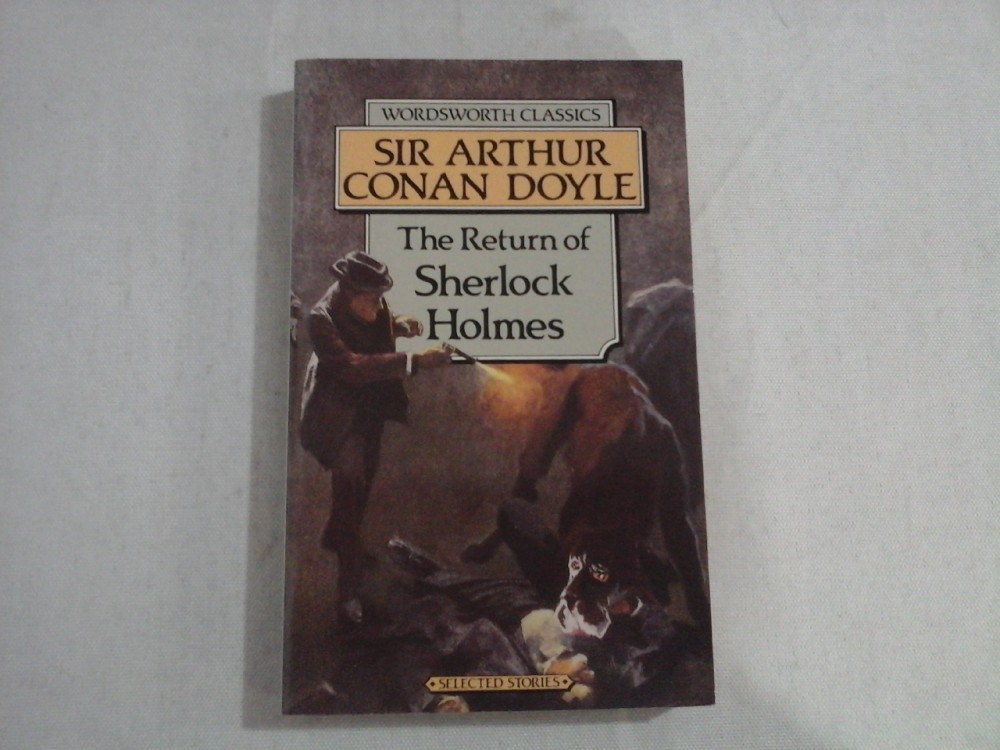 WORDSWORTH CLASSICS
SIR ARTHUR
CONAN DOYLE
The Return of
Sherlock
Holmes
SELECTED STORIES